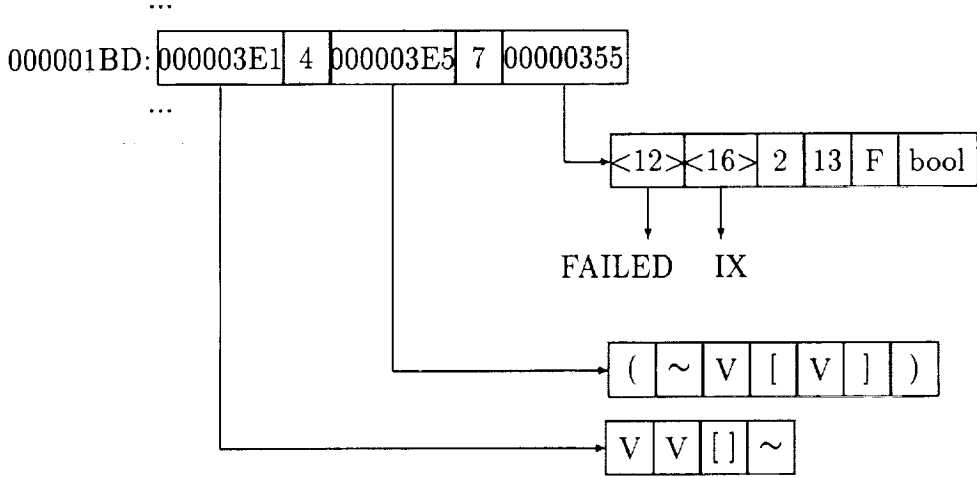 ...
000001BD: 000003E1 4 000003E5 7 00000355
...
<12> <16> 2 13 F bool
FAILED IX
( ~ V [ V ] )
V V [ ] ~